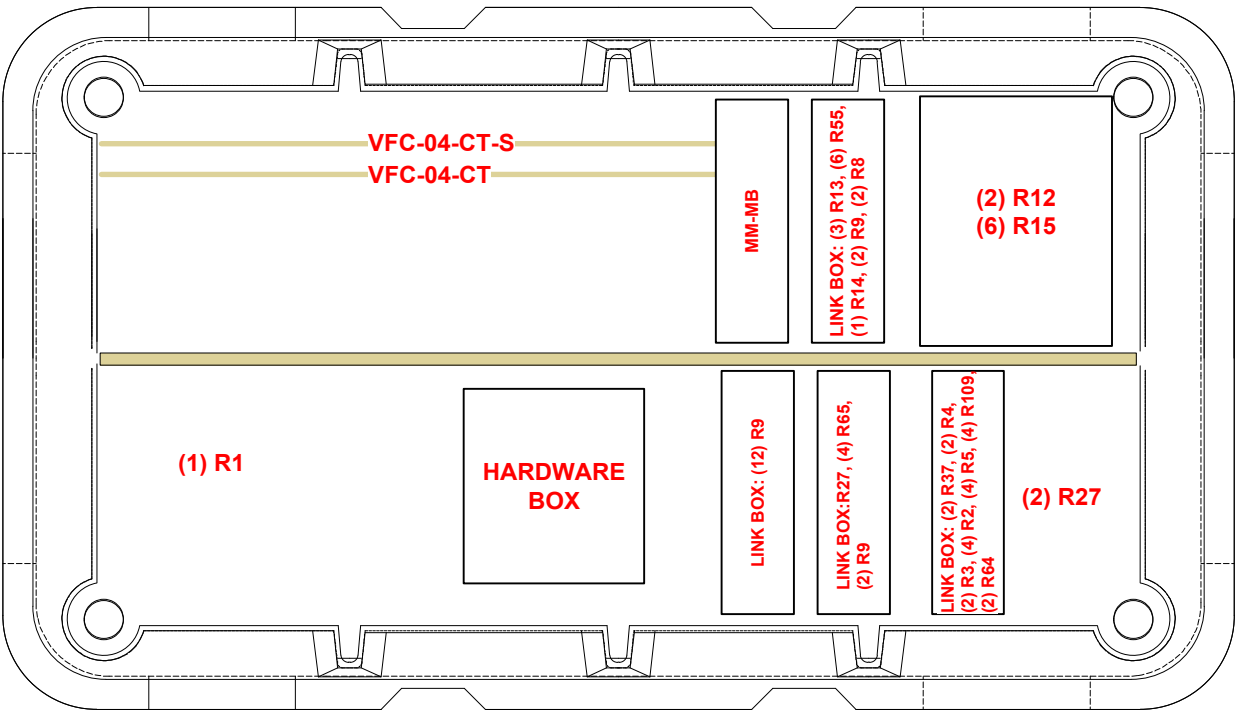 VFC-04-CT-S
VFC-04-CT
MM-MB
LINK BOX: (3) R13, (6) R55,
(1) R14, (2) R9, (2) R8
(2) R12
(6) R15
(1) R1
HARDWARE
BOX
LINK BOX: (12) R9
LINK BOX:R27, (4) R65,
(2) R9
LINK BOX: (2) R37, (2) R4,
(2) R3, (4) R2, (4) R5, (4) R109,
(2) R64
(2) R27